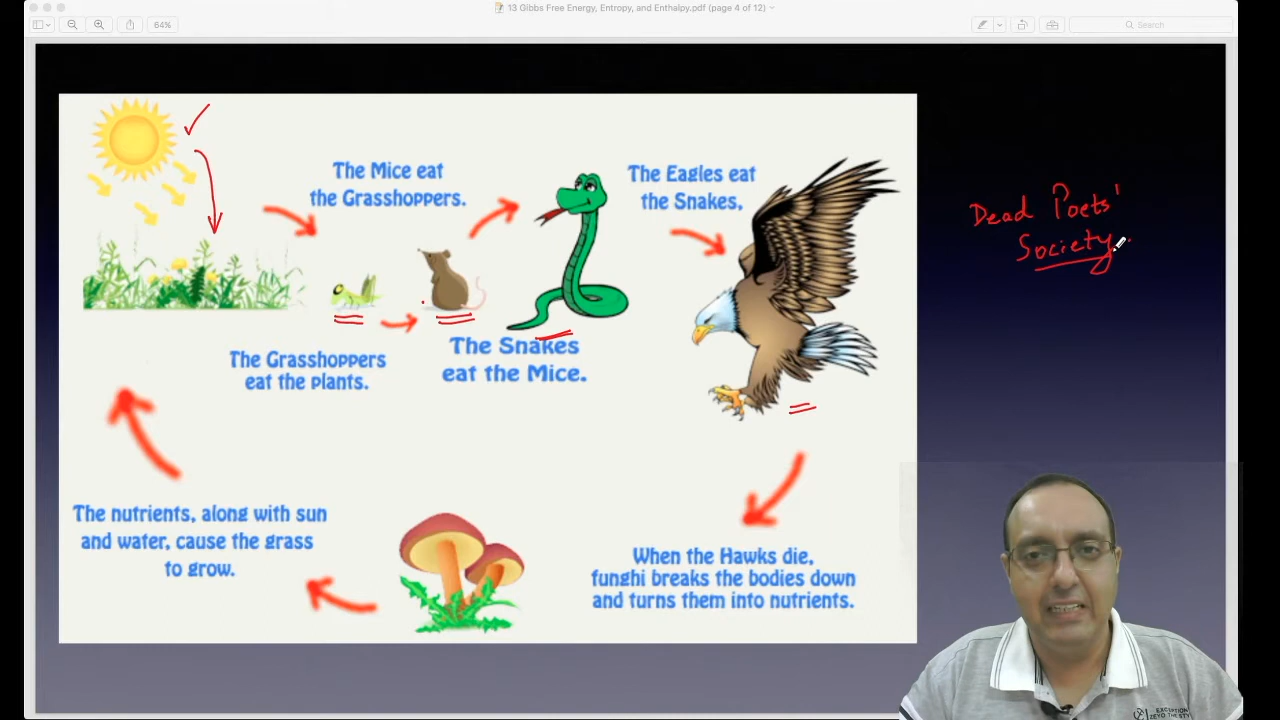 13 Gibbs Free Energy, Entropy, and Enthalpy.pdf (page 4 of 12)
64%
Search
The Mice eat
the Grasshoppers.
The Eagles eat
the Snakes,
Dead Poets'
Society
The Grasshoppers
eat the plants.
The Snakes
eat the Mice.
The nutrients, along with sun
and water, cause the grass
to grow.
When the Hawks die,
funghi breaks the bodies down
and turns them into nutrients.